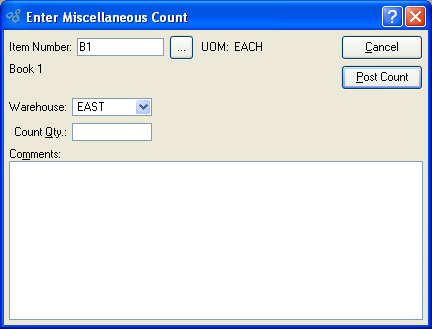 Enter Miscellaneous Count
Item Number: B1 ... UOM: EACH Cancel
Book 1
Post Count
Warehouse: EAST
Count Qty.:
Comments: